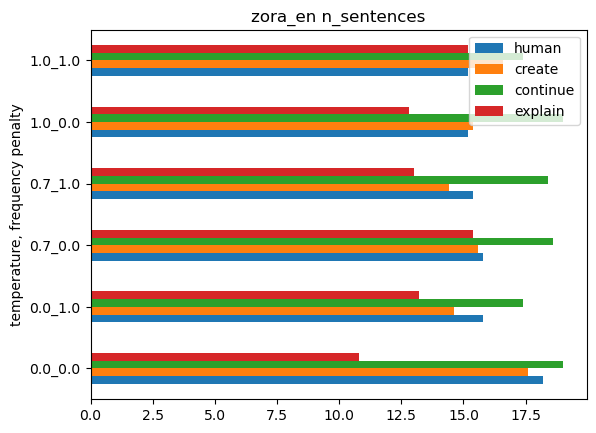 zora_en n_sentences
human
create
continue
explain
temperature, frequency penalty
1.0_1.0
1.0_0.0
0.7_1.0
0.7_0.0
0.0_1.0
0.0_0.0
0.0 2.5 5.0 7.5 10.0 12.5 15.0 17.5